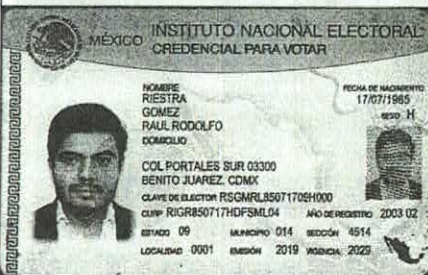 MÉXICO
INSTITUTO NACIONAL ELECTORAL
CREDENCIAL PARA VOTAR
NOMBRE
RIESTRA
GOMEZ
RAUL RODOLFO
DOMICILIO
COL PORTALES SUR 03300
BENITO JUAREZ, CDMX
FECHA DE NACIMIENTO
17/07/1985
SEXO H
CLAVE DE ELECTOR RSGMRL85071709H000
CURP RIGR850717HDFSML04 AÑO DE REGISTRO 2003 02
ESTADO 09 MUNICIPIO 014 SECCIÓN 4514
LOCALIDAD 0001 EMISIÓN 2019 VIGENCIA 2029